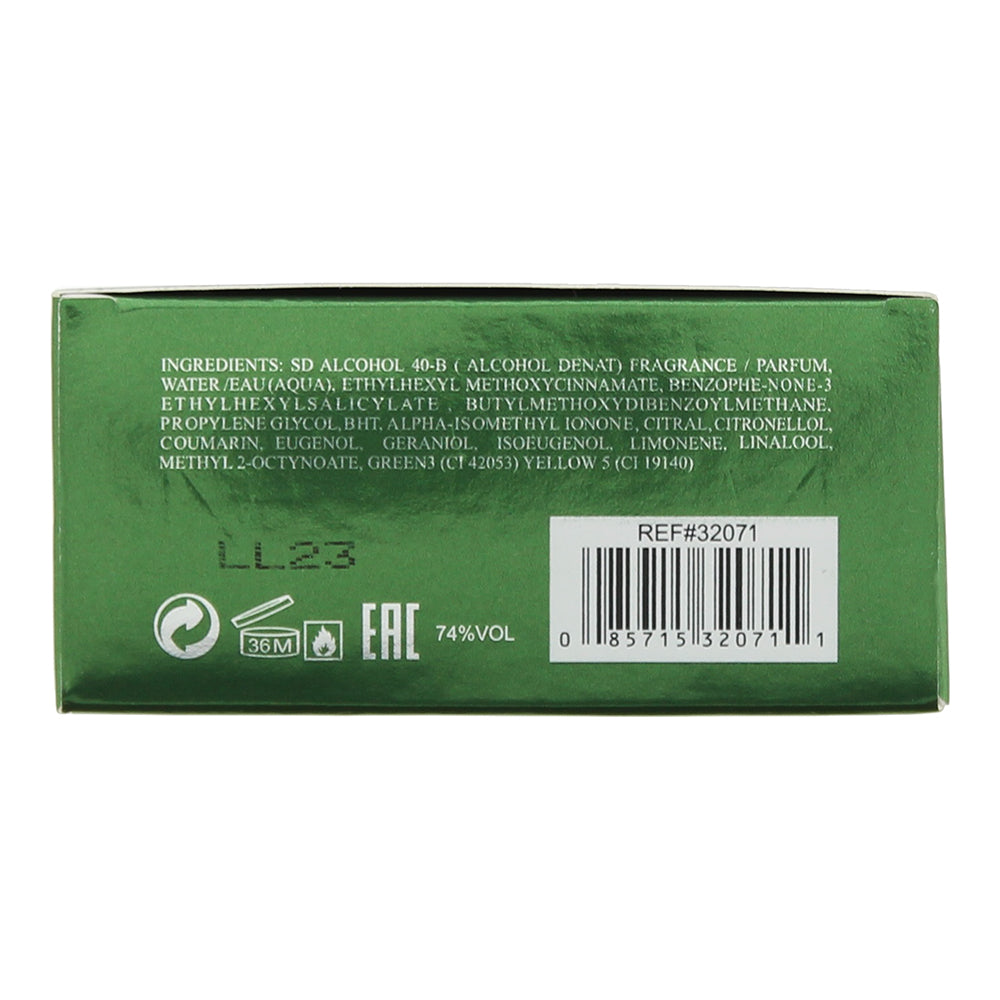 INGREDIENTS: SD ALCOHOL 40-B ( ALCOHOL DENAT) FRAGRANCE / PARFUM,
WATER /EAU(AQUA), ETHYLHEXYL METHOXYCINNAMATE, BENZOPHE-NONE-3
ETHYLHEXYLSALICYLATE , BUTYLMETHOXYDIBENZOYLMETHANE,
PROPYLENE GLYCOL, BHT, ALPHA-ISOMETHYL IONONE, CITRAL, CITRONELLOL,
COUMARIN, EUGENOL, GERANIOL, ISOEUGENOL, LIMONENE, LINALOOL,
METHYL 2-OCTYNOATE, GREEN3 (CI 42053) YELLOW 5 (CI 19140)
REF#32071
LL23
36M
EAC
74%VOL
0 85715 32071 1